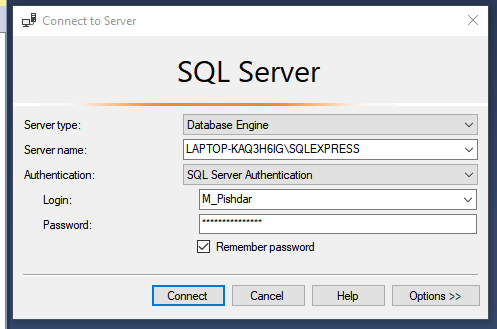 Connect to Server
SQL Server
Server type: Database Engine
Server name: LAPTOP-KAQ3H6IG\SQLEXPRESS
Authentication: SQL Server Authentication
Login: M_Pishdar
Password: ***************
Remember password
Connect Cancel Help Options >>